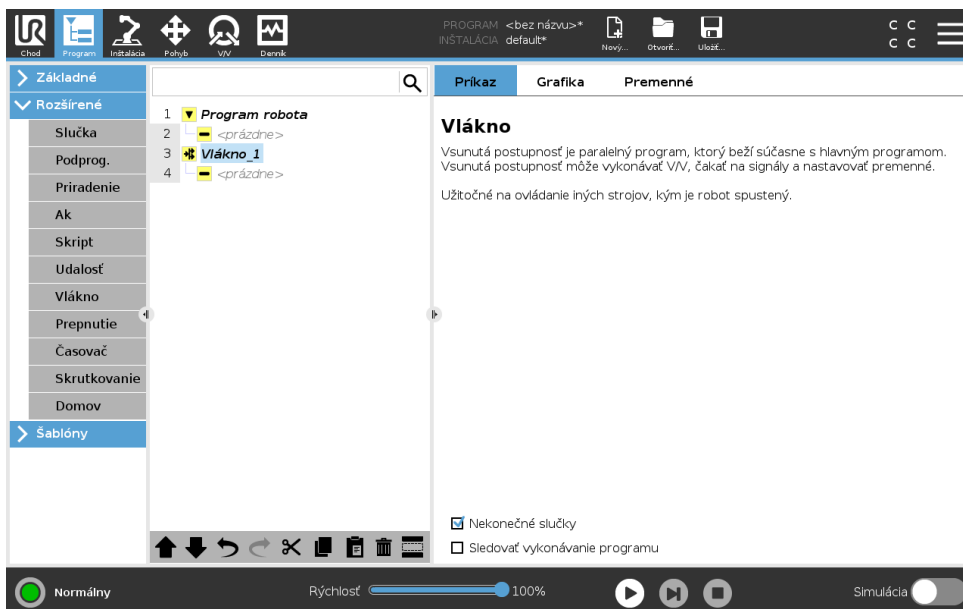 UR
Chod
Program
Inštalácia
Pohyb
V/V
Denník
PROGRAM <bez názvu>*
INŠTALÁCIA default*
Nový...
Otvoriť...
Uložiť...
C C
C C
Základné
Rozšírené
Slučka
Podprog.
Priradenie
Ak
Skript
Udalosť
Vlákno
Prepnutie
Časovač
Skrutkovanie
Domov
Šablóny
1 Program robota
2 <prázdne>
3 Vlákno_1
4 <prázdne>
Príkaz Grafika Premenné
Vlákno
Vsunutá postupnosť je paralelný program, ktorý beží súčasne s hlavným programom.
Vsunutá postupnosť môže vykonávať V/V, čakať na signály a nastavovať premenné.
Užitočné na ovládanie iných strojov, kým je robot spustený.
Nekonečné slučky
Sledovať vykonávanie programu
Normálny
Rýchlosť 100%
Simulácia